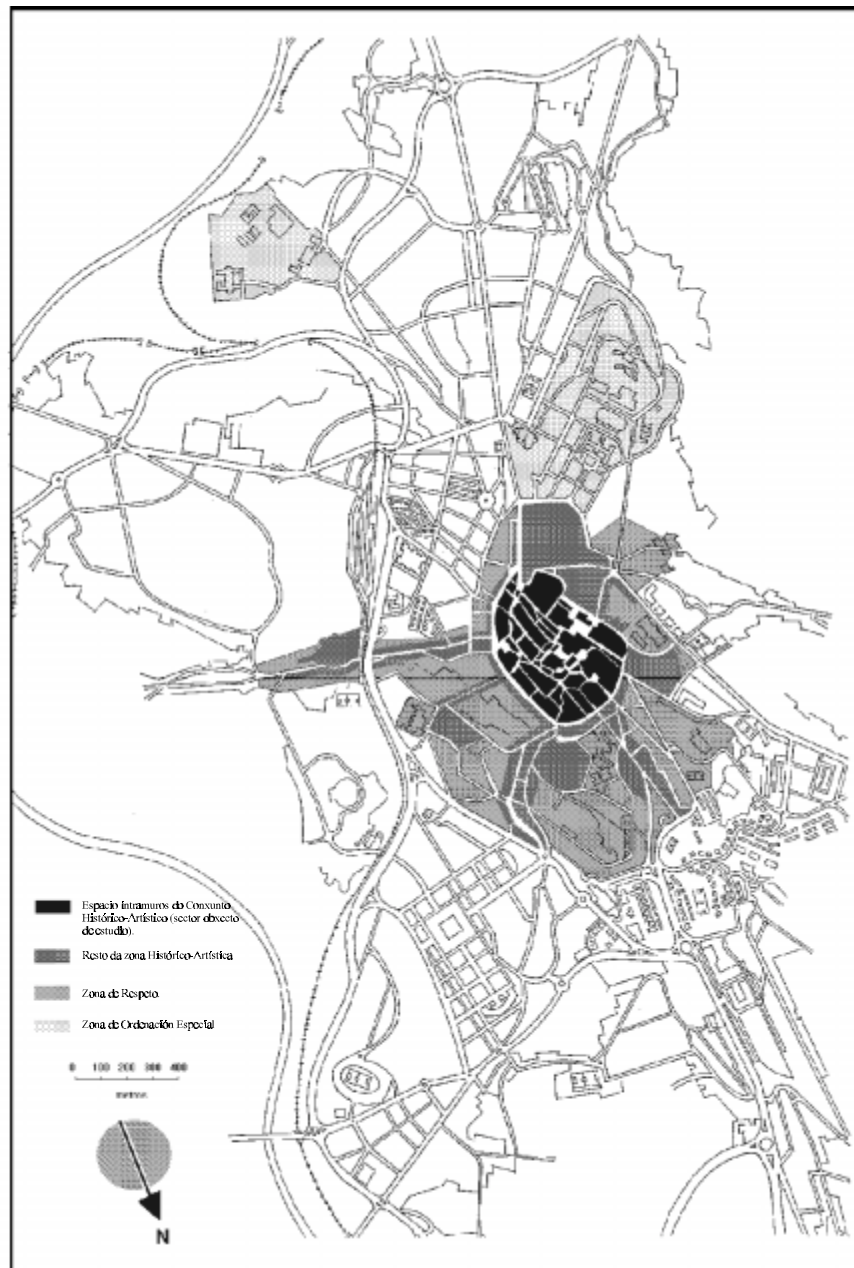 Espacio intramuros do Conxunto
Histórico-Artístico (sector obxecto
de estudio).
Resto da zona Histórico-Artística
Zona de Respeto
Zona de Ordenación Especial
0 100 200 300 400
metros
N